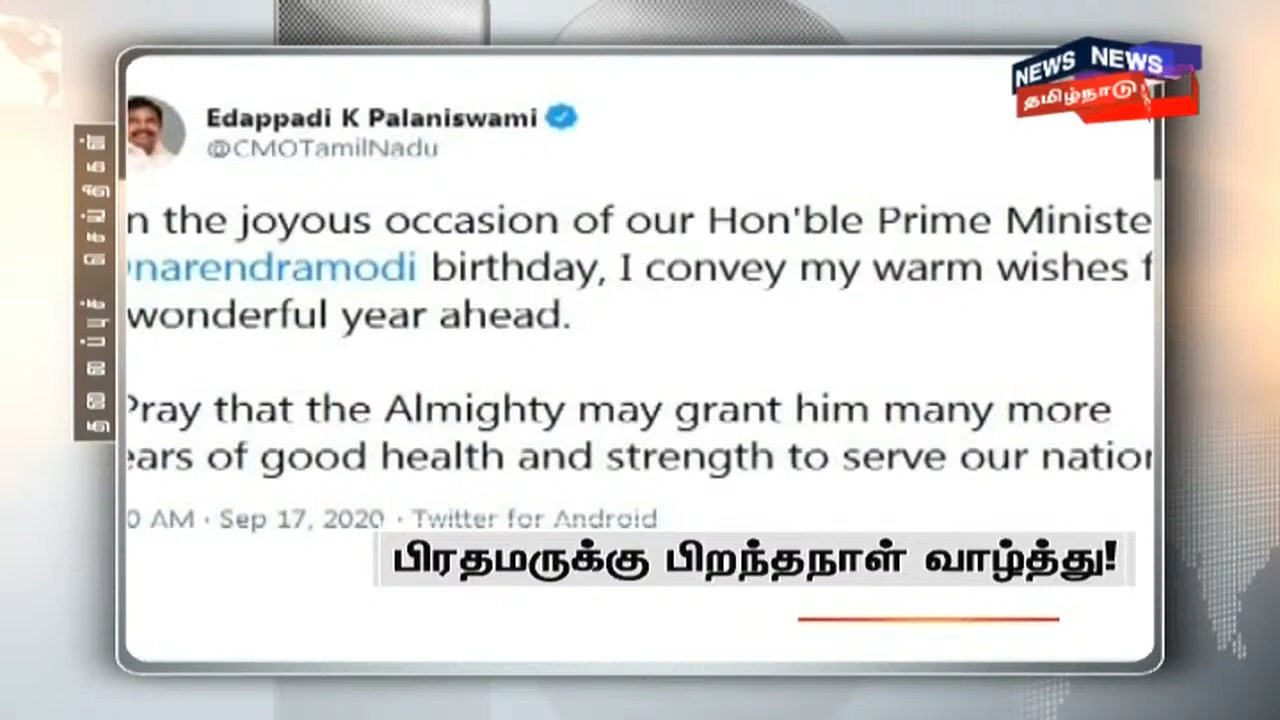 NEWS NEWS
தமிழ்நாடு
Edappadi K Palaniswami
@CMOTamilNadu
n the joyous occasion of our Hon'ble Prime Ministe
narendramodi birthday, I convey my warm wishes f
wonderful year ahead.
Pray that the Almighty may grant him many more
ears of good health and strength to serve our nation
0 AM · Sep 17, 2020 · Twitter for Android
பிரதமருக்கு பிறந்தநாள் வாழ்த்து!